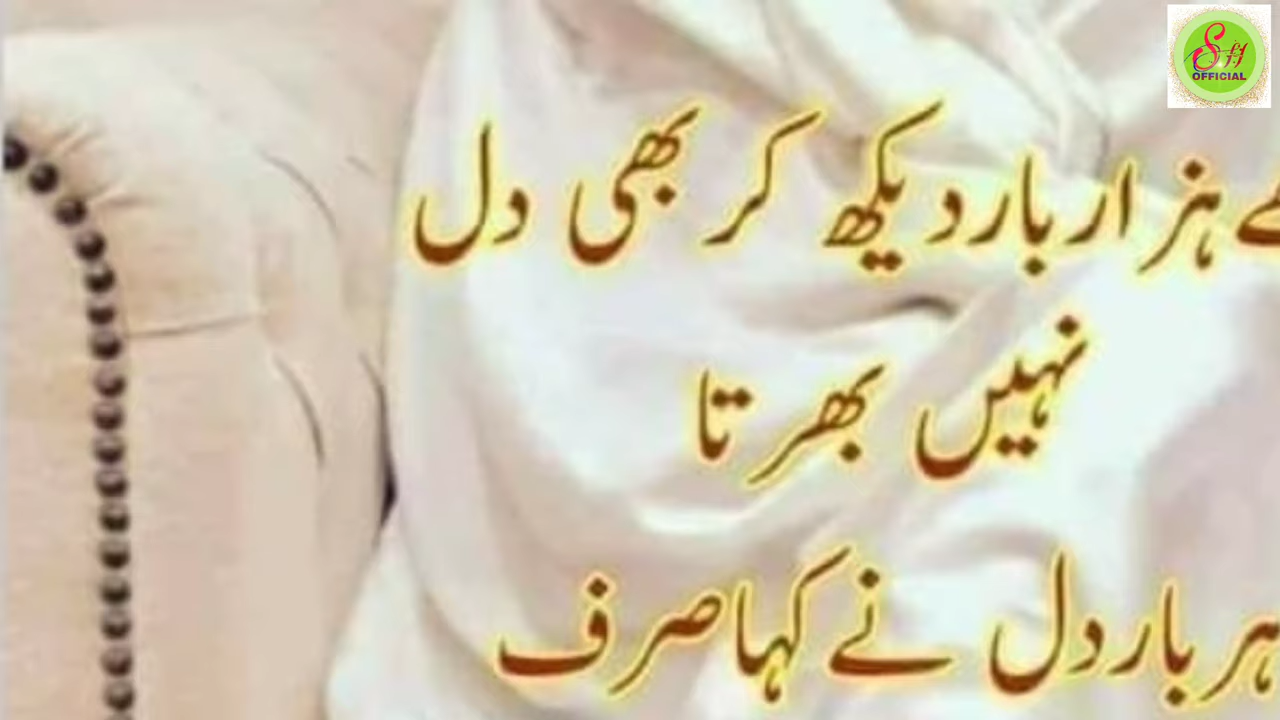 ہزار بار دیکھ کر بھی دل
نہیں بھرتا
ہر بار دل نے کہا صرف
OFFICIAL